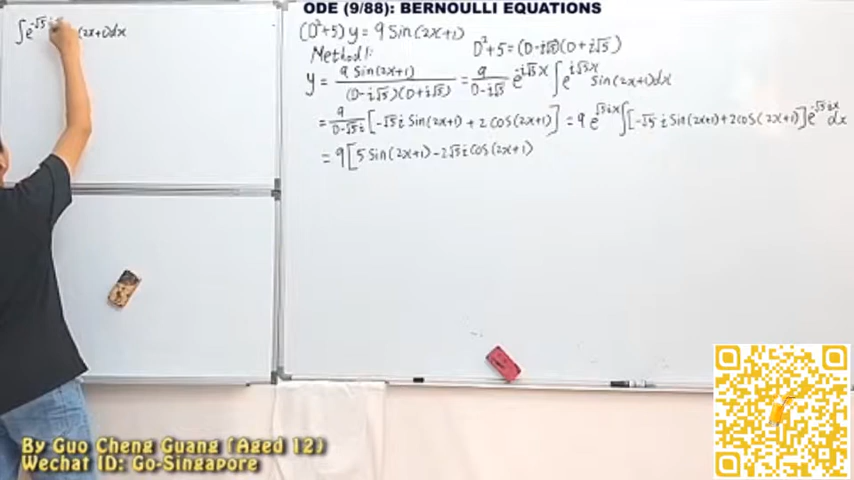 ODE (9/88): BERNOULLI EQUATIONS
∫e^-√5 (2x+1)dx
(D²+5) y = 9 Sin(2x+1)
Method 1:
D²+5 = (D-i√5)(D+i√5)
y = 9 Sin(2x+1) / (D-i√5)(D+i√5) = 9/(D-i√5) e^-i√5x ∫ e^i√5x sin(2x+1)dx
= 9/(D-√5i) [-√5 i Sin(2x+1) + 2 COS(2x+1)] = 9 e^√5ix ∫[-√5 i Sin(2x+1)+2cos(2x+1)] e^-√5ix dx
= 9[5 Sin(2x+1) - 2√5i COS(2x+1)
By Guo Cheng Guang (Aged 12)
Wechat ID: Go-Singapore